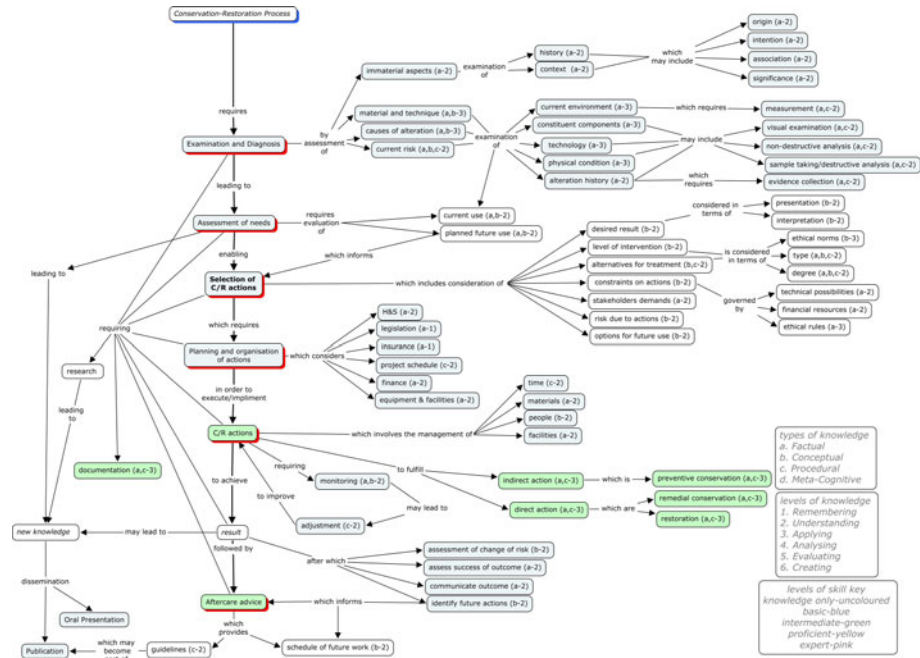 Conservation-Restoration Process
requires
Examination and Diagnosis
by
assessment
of
immaterial aspects (a-2)
examination
of
history (a-2)
context (a-2)
which
may include
origin (a-2)
intention (a-2)
association (a-2)
significance (a-2)
material and technique (a,b-3)
causes of alteration (a,b-3)
current risk (a,b,c-2)
examination
of
current environment (a-3)
constituent components (a-3)
technology (a-3)
physical condition (a-3)
alteration history (a-2)
which requires
may include
which
requires
measurement (a,c-2)
visual examination (a,c-2)
non-destructive analysis (a,c-2)
sample taking/destructive analysis (a,c-2)
evidence collection (a,c-2)
leading to
Assessment of needs
requires
evaluation
of
current use (a,b-2)
planned future use (a,b-2)
which informs
enabling
leading to
Selection of
C/R actions
which includes consideration of
desired result (b-2)
level of intervention (b-2)
alternatives for treatment (b,c-2)
constraints on actions (b-2)
stakeholders demands (a-2)
risk due to actions (b-2)
options for future use (b-2)
considered in
terms of
presentation (b-2)
interpretation (b-2)
is considered
in terms of
ethical norms (b-3)
type (a,b,c-2)
degree (a,b,c-2)
governed
by
technical possibilities (a-2)
financial resources (a-2)
ethical rules (a-3)
which requires
requiring
Planning and organisation
of actions
which considers
H&S (a-2)
legislation (a-1)
insurance (a-1)
project schedule (c-2)
finance (a-2)
equipment & facilities (a-2)
research
leading
to
in order to
execute/impliment
C/R actions
which involves the management of
time (c-2)
materials (a-2)
people (b-2)
facilities (a-2)
documentation (a,c-3)
to achieve
requiring
monitoring (a,b-2)
may lead to
adjustment (c-2)
to improve
to fulfill
indirect action (a,c-3)
which is
preventive conservation (a,c-3)
direct action (a,c-3)
which are
remedial conservation (a,c-3)
restoration (a,c-3)
types of knowledge
a. Factual
b. Conceptual
c. Procedural
d. Meta-Cognitive
levels of knowledge
1. Remembering
2. Understanding
3. Applying
4. Analysing
5. Evaluating
6. Creating
levels of skill key
knowledge only-uncoloured
basic-blue
intermediate-green
proficient-yellow
expert-pink
new knowledge
may lead to
result
followed by
after which
assessment of change of risk (b-2)
assess success of outcome (a-2)
communicate outcome (a-2)
identify future actions (b-2)
dissemination
Oral Presentation
Aftercare advice
which informs
which
provides
Publication
which may
become
guidelines (c-2)
schedule of future work (b-2)